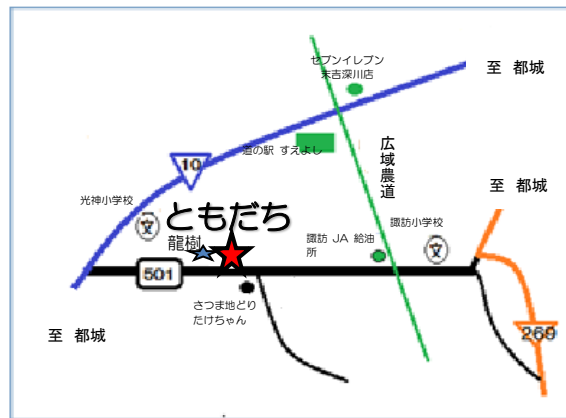 セブンイレブン
末吉深川店
至 都城
道の駅 すえよし
広域農道
10
至 都城
光神小学校
文
ともだち
龍樹
諏訪 JA 給油
所
諏訪小学校
文
501
さつま地どり
たけちゃん
至 都城
269